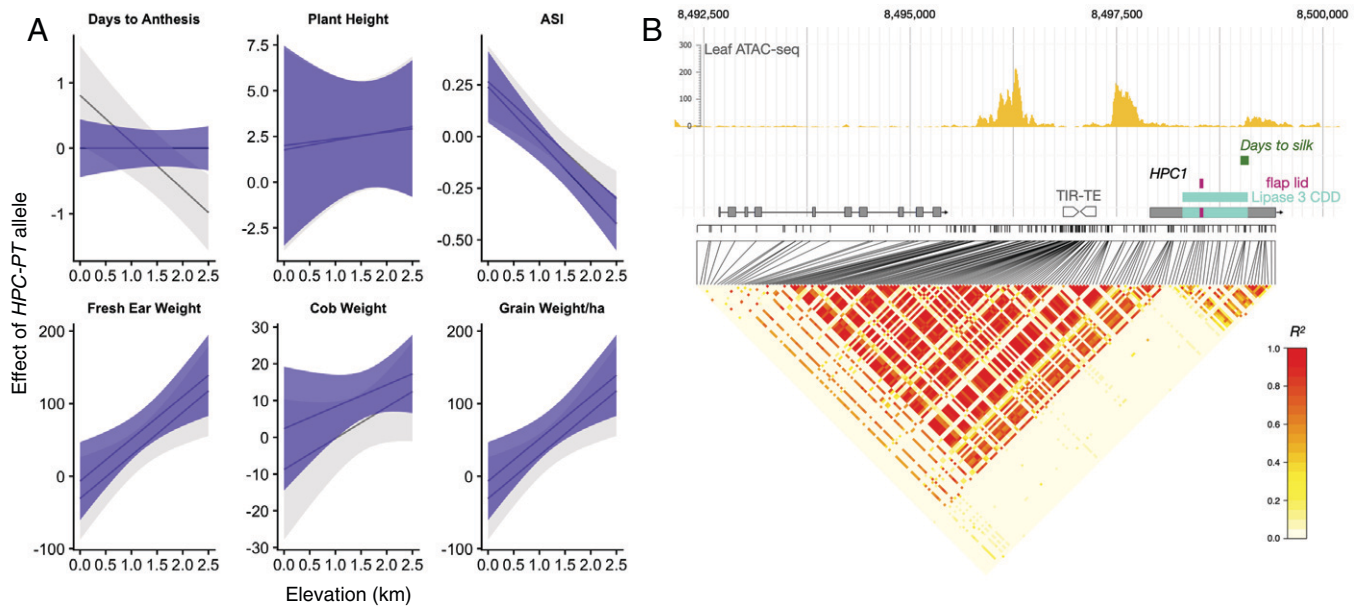 A
Effect of HPC-PT allele
Days to Anthesis
1
0
-1
0.0 0.5 1.0 1.5 2.0 2.5
Plant Height
7.5
5.0
2.5
0.0
-2.5
0.0 0.5 1.0 1.5 2.0 2.5
ASI
0.25
0.00
-0.25
-0.50
0.0 0.5 1.0 1.5 2.0 2.5
Fresh Ear Weight
200
100
0
-100
0.0 0.5 1.0 1.5 2.0 2.5
Cob Weight
30
20
10
0
-10
-20
-30
0.0 0.5 1.0 1.5 2.0 2.5
Grain Weight/ha
200
100
0
-100
0.0 0.5 1.0 1.5 2.0 2.5
Elevation (km)
B
8,492,500 8,495,000 8,497,500 8,500,000
300
200
100
0
Leaf ATAC-seq
Days to silk
HPC1
flap lid
TIR-TE
Lipase 3 CDD
R²
1.0
0.8
0.6
0.4
0.2
0.0